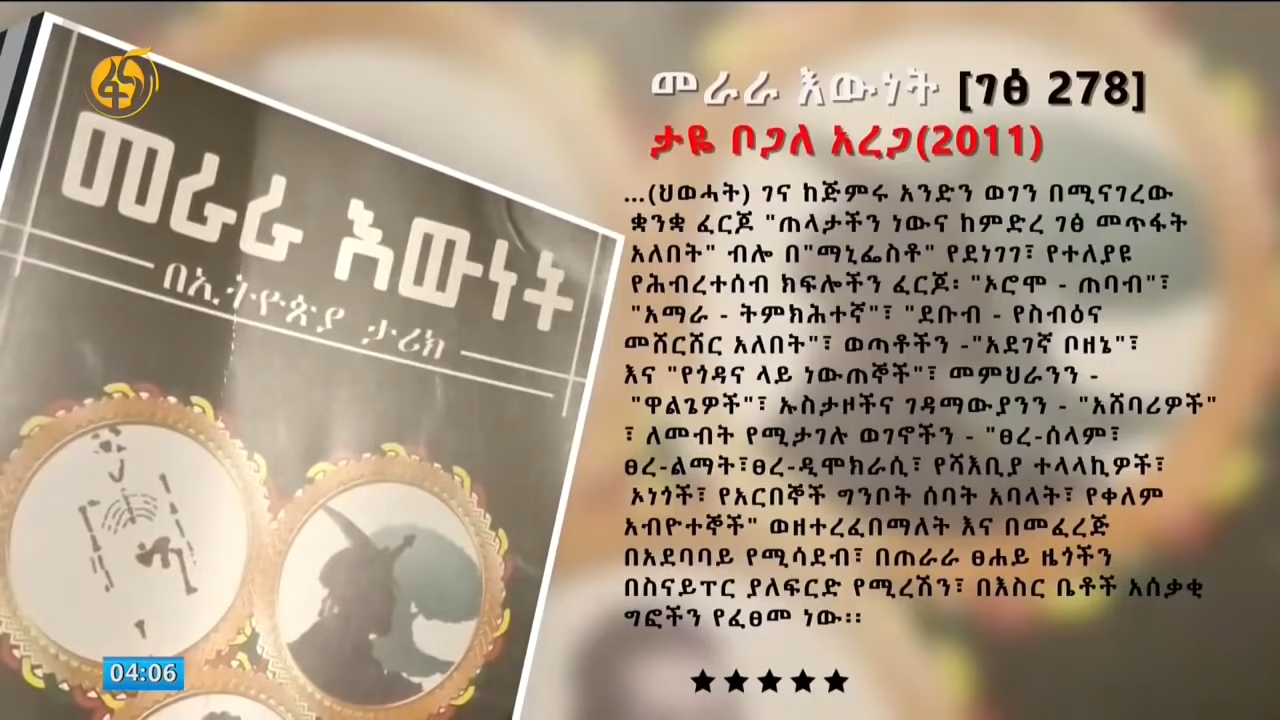 ፋና
መራራ እውነት
በኢትዮጵያ ታሪክ
መራራ እውነት [ገፅ 278]
ታዬ ቦጋለ አረጋ(2011)
...(ህወሓት) ገና ከጅምሩ አንድን ወገን በሚናገረው
ቋንቋ ፈርጆ "ጠላታችን ነውና ከምድረ ገፅ መጥፋት
አለበት" ብሎ በ"ማኒፌስቶ" የደነገገ፣ የተለያዩ
የሕብረተሰብ ክፍሎችን ፈርጆ፡ "ኦሮሞ - ጠባብ"፣
"አማራ - ትምክሕተኛ"፣ "ደቡብ - የስብዕና
መሸርሸር አለበት"፣ ወጣቶችን -"አደገኛ ቦዘኔ"፣
እና "የጎዳና ላይ ነውጠኞች"፣ መምህራንን -
"ዋልጌዎች"፣ ኡስታዞችና ገዳማውያንን - "አሸባሪዎች"
፣ ለመብት የሚታገሉ ወገኖችን - "ፀረ-ሰላም፣
ፀረ-ልማት፣ፀረ-ዲሞክራሲ፣ የሻእቢያ ተላላኪዎች፣
ኦነጎች፣ የአርበኞች ግንቦት ሰባት አባላት፣ የቀለም
አብዮተኞች" ወዘተረፈበማለት እና በመፈረጅ
በአደባባይ የሚሳደብ፣ በጠራራ ፀሐይ ዜጎችን
በስናይፐር ያለፍርድ የሚረሽን፣ በእስር ቤቶች አሰቃቂ
ግፎችን የፈፀመ ነው።
04:06